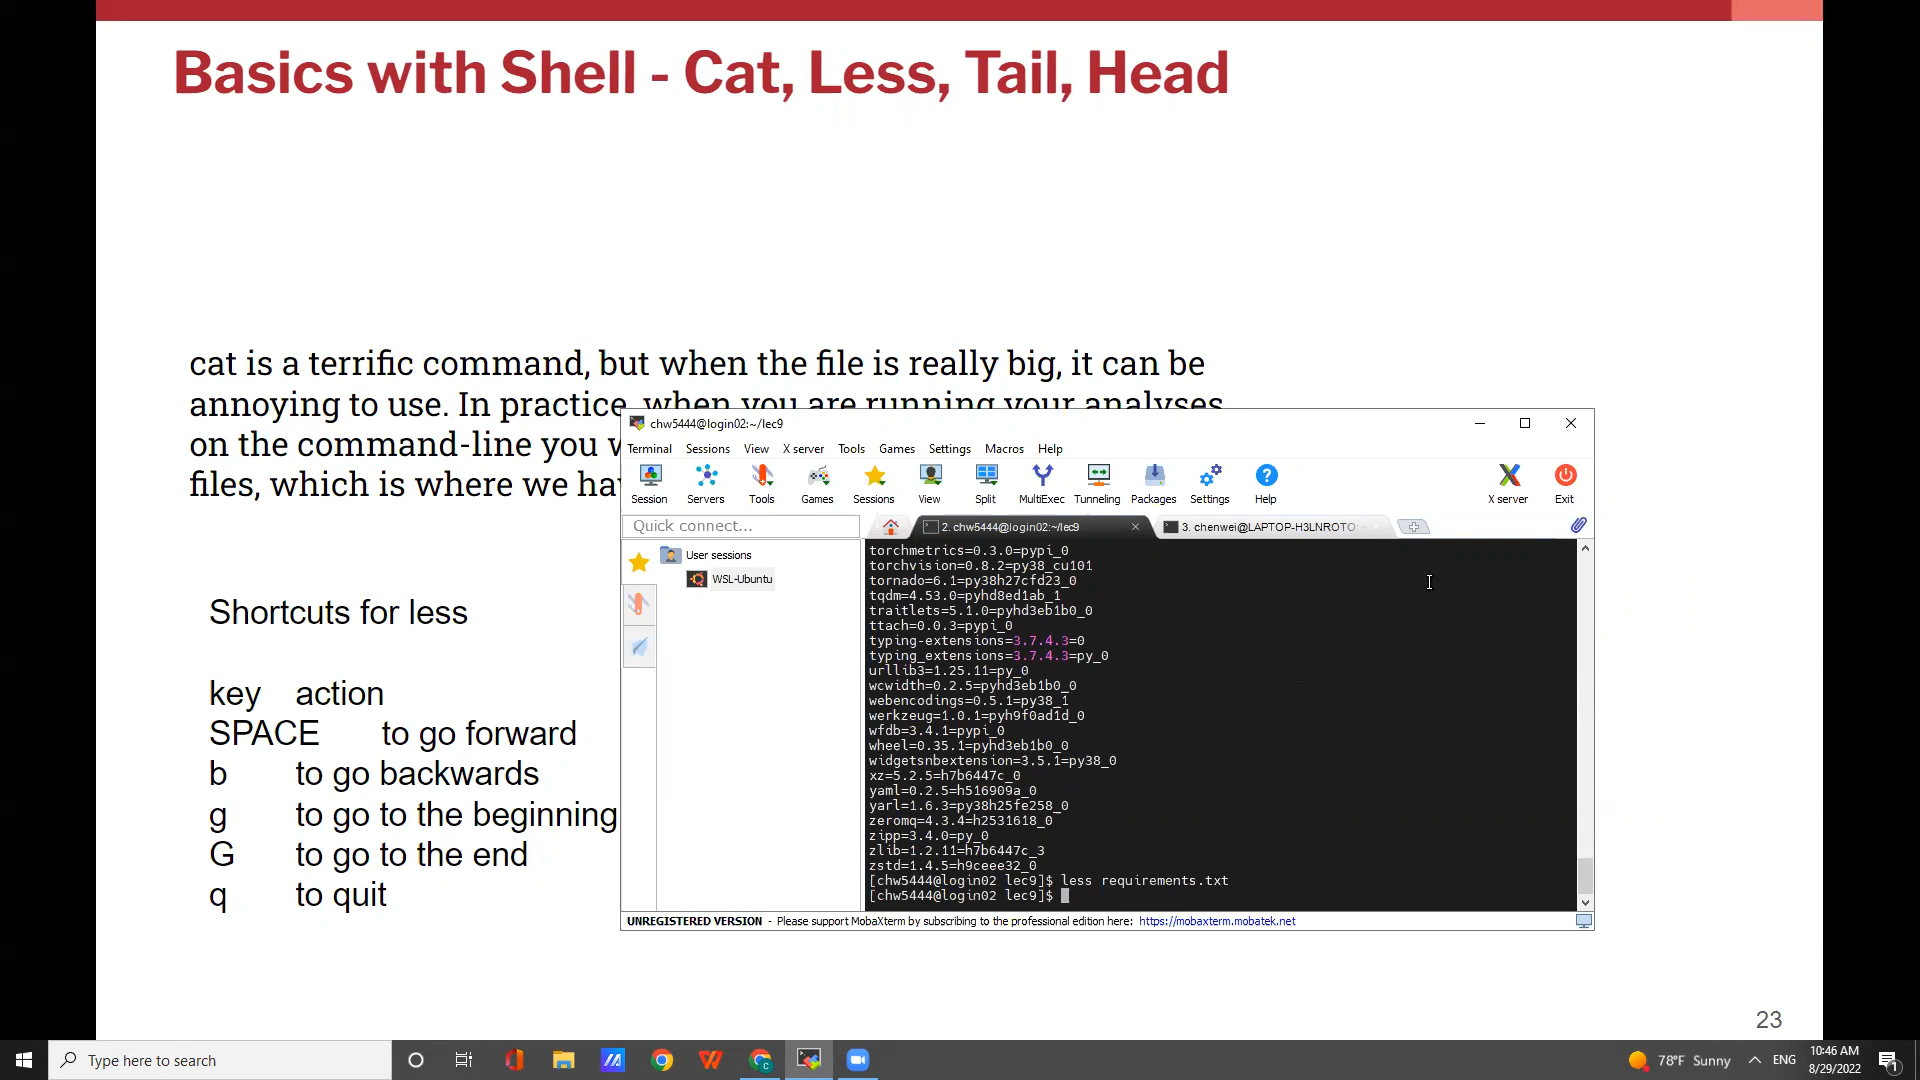 Basics with Shell - Cat, Less, Tail, Head
cat is a terrific command, but when the file is really big, it can be
annoying to use. In practice, when you are running your analyses
on the command-line you
files, which is where we
Shortcuts for less
key action
SPACE to go forward
b to go backwards
g to go to the beginning
G to go to the end
q to quit
chw5444@login02:~/lec9
Terminal Sessions View X server Tools Games Settings Macros Help
Session Servers Tools Games Sessions View Split MultiExec Tunneling Packages Settings Help X server Exit
Quick connect...
2. chw5444@login02:~/lec9
3. chenwei@LAPTOP-H3LNROTO: ~
User sessions
WSL-Ubuntu
torchmetrics=0.3.0=pypi_0
torchvision=0.8.2=py38_cu101
tornado=6.1=py38h27cfd23_0
tqdm=4.53.0=pyhd8ed1ab_1
traitlets=5.1.0=pyhd3eb1b0_0
ttach=0.0.3=pypi_0
typing-extensions=3.7.4.3=0
typing_extensions=3.7.4.3=py_0
urllib3=1.25.11=py_0
wcwidth=0.2.5=pyhd3eb1b0_0
webencodings=0.5.1=py38_1
werkzeug=1.0.1=pyh9f0ad1d_0
wfdb=3.4.1=pypi_0
wheel=0.35.1=pyhd3eb1b0_0
widgetsnbextension=3.5.1=py38_0
xz=5.2.5=h7b6447c_0
yaml=0.2.5=h516909a_0
yarl=1.6.3=py38h25fe258_0
zeromq=4.3.4=h2531618_0
zipp=3.4.0=py_0
zlib=1.2.11=h7b6447c_3
zstd=1.4.5=h9ceee32_0
[chw5444@login02 lec9]$ less requirements.txt
[chw5444@login02 lec9]$
UNREGISTERED VERSION - Please support MobaXterm by subscribing to the professional edition here: https://mobaxterm.mobatek.net
23
Type here to search
78°F Sunny
ENG
10:46 AM
8/29/2022
1